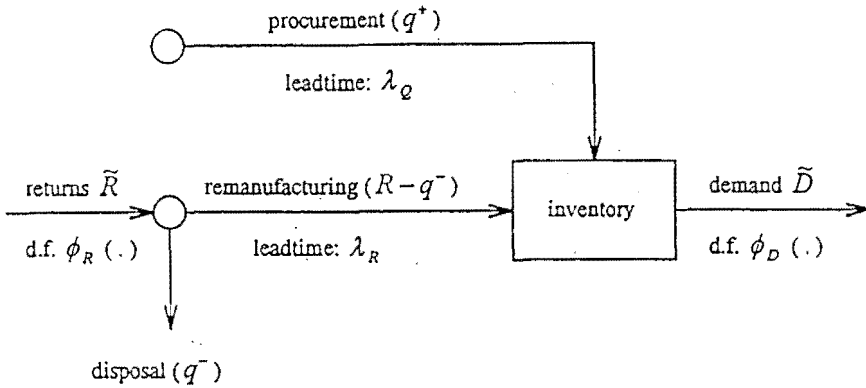 procurement (q⁺)
leadtime: λ_Q
returns R̃
remanufacturing (R − q⁻)
inventory
demand D̃
d.f. ϕ_R (.)
leadtime: λ_R
d.f. ϕ_D (.)
disposal (q⁻)